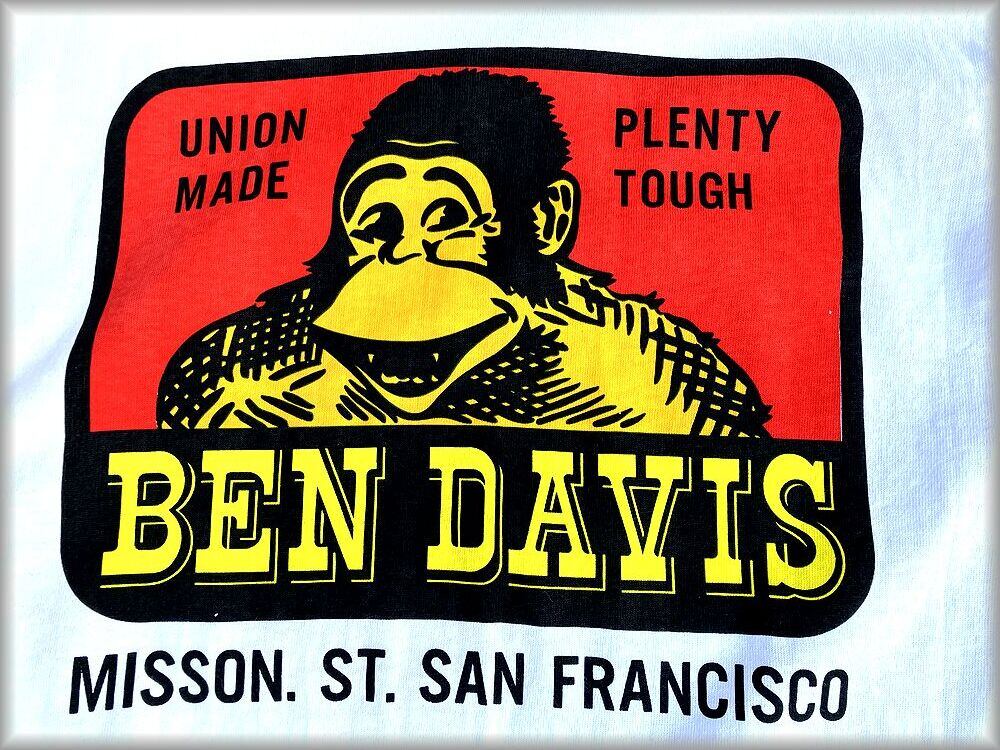 UNION
MADE
PLENTY
TOUGH
BEN DAVIS
MISSON. ST. SAN FRANCISCO